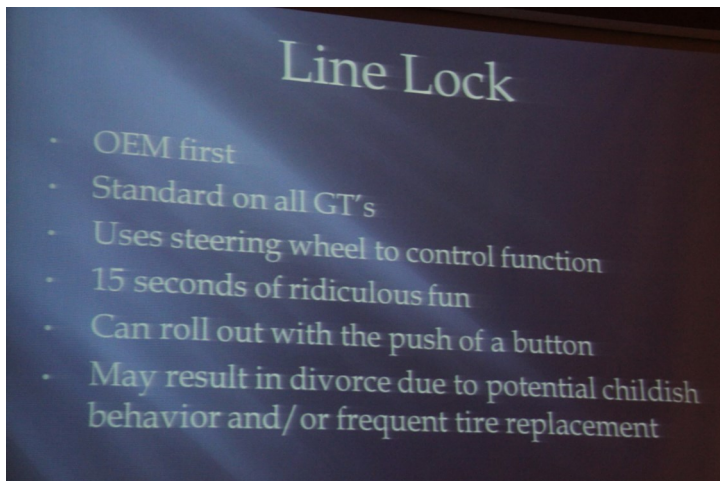 Line Lock
• OEM first
• Standard on all GT's
• Uses steering wheel to control function
• 15 seconds of ridiculous fun
• Can roll out with the push of a button
• May result in divorce due to potential childish
behavior and/or frequent tire replacement